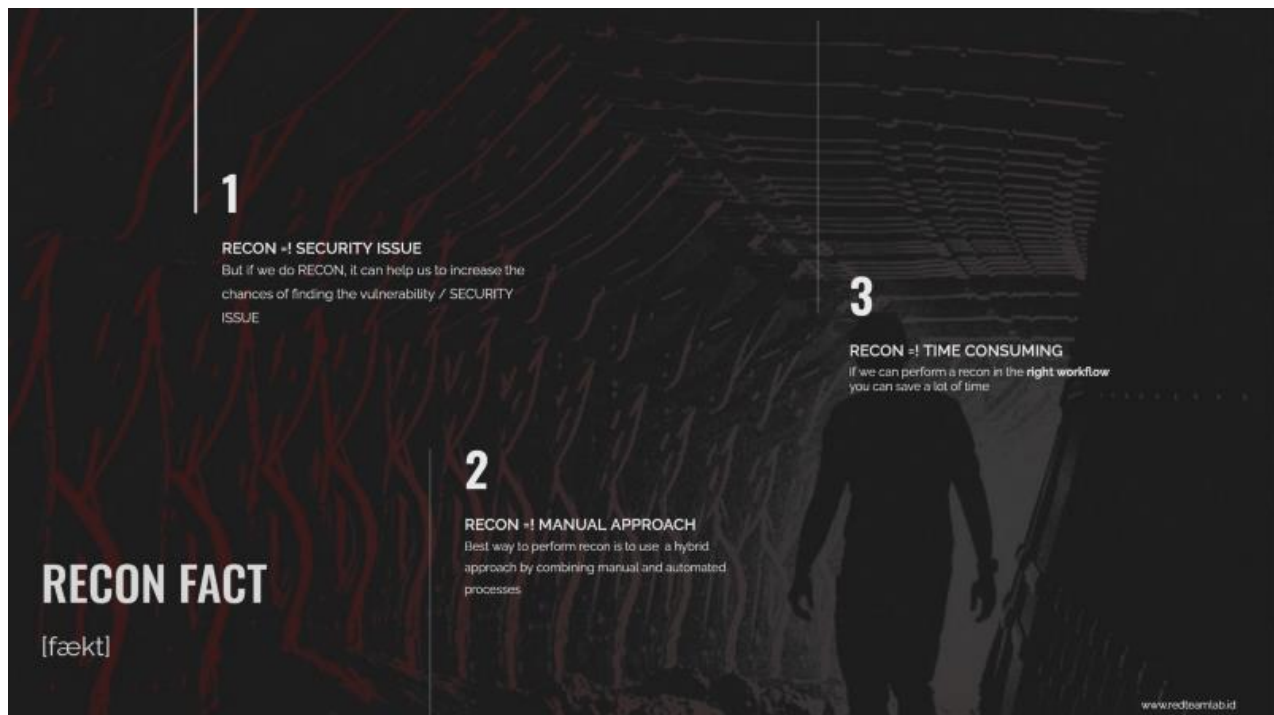 1
RECON =! SECURITY ISSUE
But if we do RECON, it can help us to increase the
chances of finding the vulnerability / SECURITY
ISSUE
3
RECON =! TIME CONSUMING
if we can perform a recon in the right workflow
you can save a lot of time
2
RECON =! MANUAL APPROACH
Best way to perform recon is to use a hybrid
approach by combining manual and automated
processes
RECON FACT
[fækt]
www.redteamlab.id